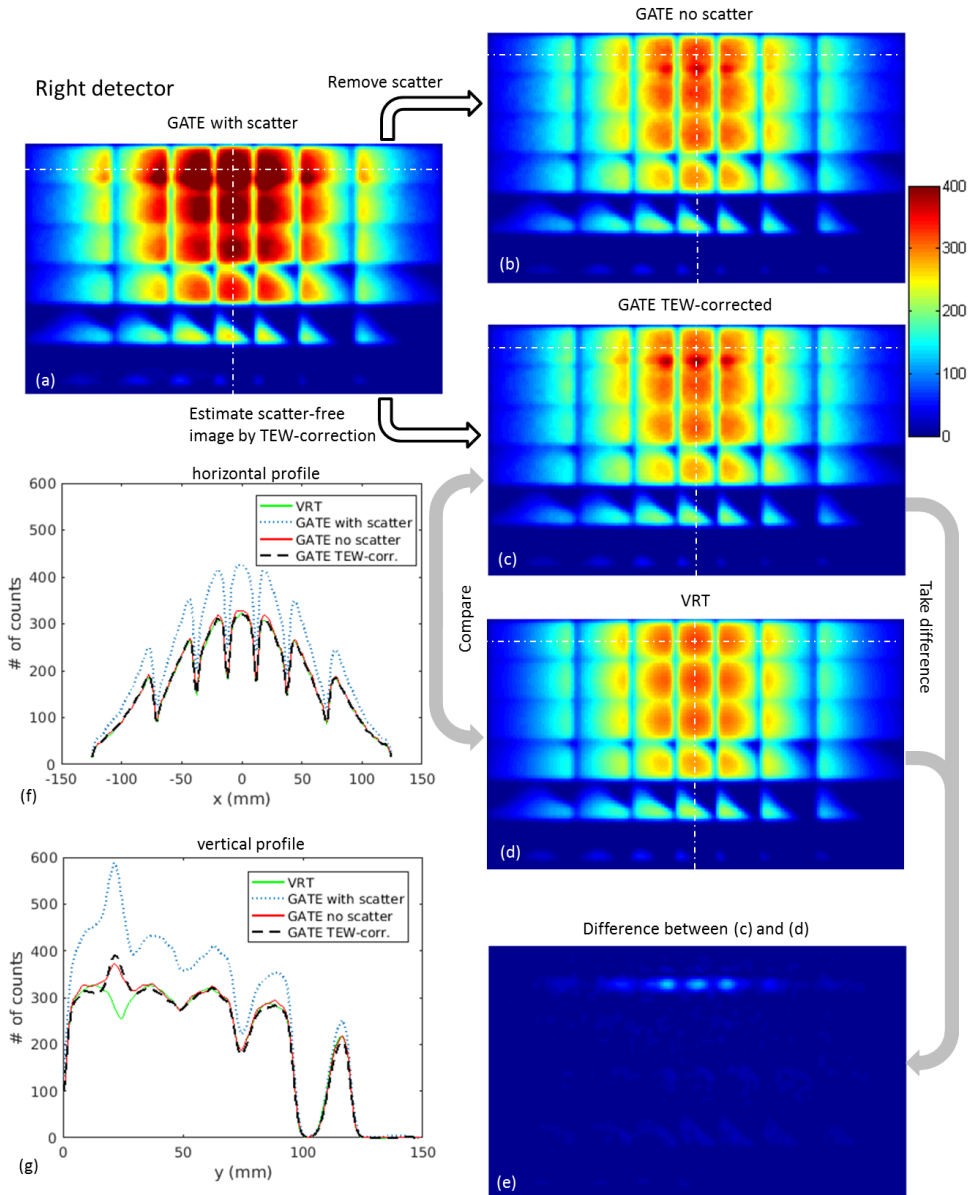 GATE no scatter
Right detector
Remove scatter
GATE with scatter
(a)
(b)
400
300
200
100
0
GATE TEW-corrected
(c)
Estimate scatter-free
image by TEW-correction
Compare
Take difference
VRT
(d)
horizontal profile
600
500
400
300
200
100
0
# of counts
VRT
GATE with scatter
GATE no scatter
GATE TEW-corr.
-150
-100
-50
0
50
100
150
x (mm)
(f)
vertical profile
600
500
400
300
200
100
0
# of counts
VRT
GATE with scatter
GATE no scatter
GATE TEW-corr.
0
50
100
150
y (mm)
(g)
Difference between (c) and (d)
(e)